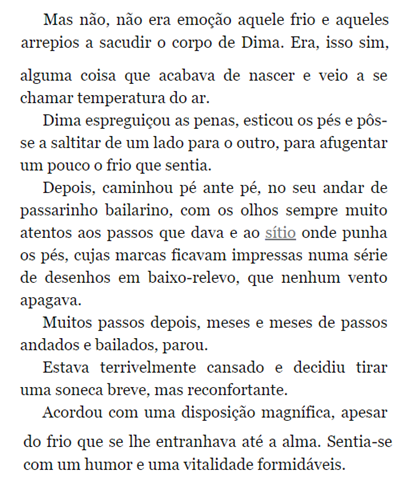 Mas não, não era emoção aquele frio e aqueles
arrepios a sacudir o corpo de Dima. Era, isso sim,
alguma coisa que acabava de nascer e veio a se
chamar temperatura do ar.
Dima espreguiçou as penas, esticou os pés e pôs-
se a saltitar de um lado para o outro, para afugentar
um pouco o frio que sentia.
Depois, caminhou pé ante pé, no seu andar de
passarinho bailarino, com os olhos sempre muito
atentos aos passos que dava e ao sítio onde punha
os pés, cujas marcas ficavam impressas numa série
de desenhos em baixo-relevo, que nenhum vento
apagava.
Muitos passos depois, meses e meses de passos
andados e bailados, parou.
Estava terrivelmente cansado e decidiu tirar
uma soneca breve, mas reconfortante.
Acordou com uma disposição magnífica, apesar
do frio que se lhe entranhava até a alma. Sentia-se
com um humor e uma vitalidade formidáveis.